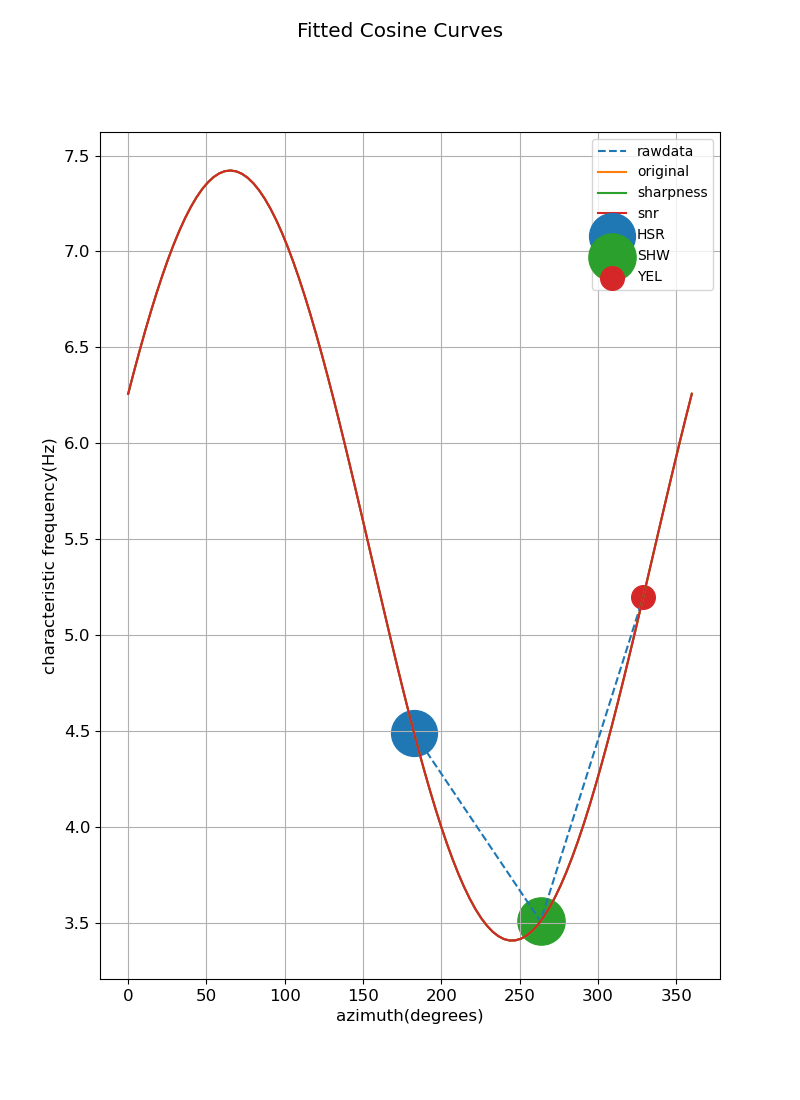 Fitted Cosine Curves
7.5
7.0
6.5
6.0
5.5
5.0
4.5
4.0
3.5
characteristic frequency(Hz)
rawdata
original
sharpness
snr
HSR
SHW
YEL
0 50 100 150 200 250 300 350
azimuth(degrees)